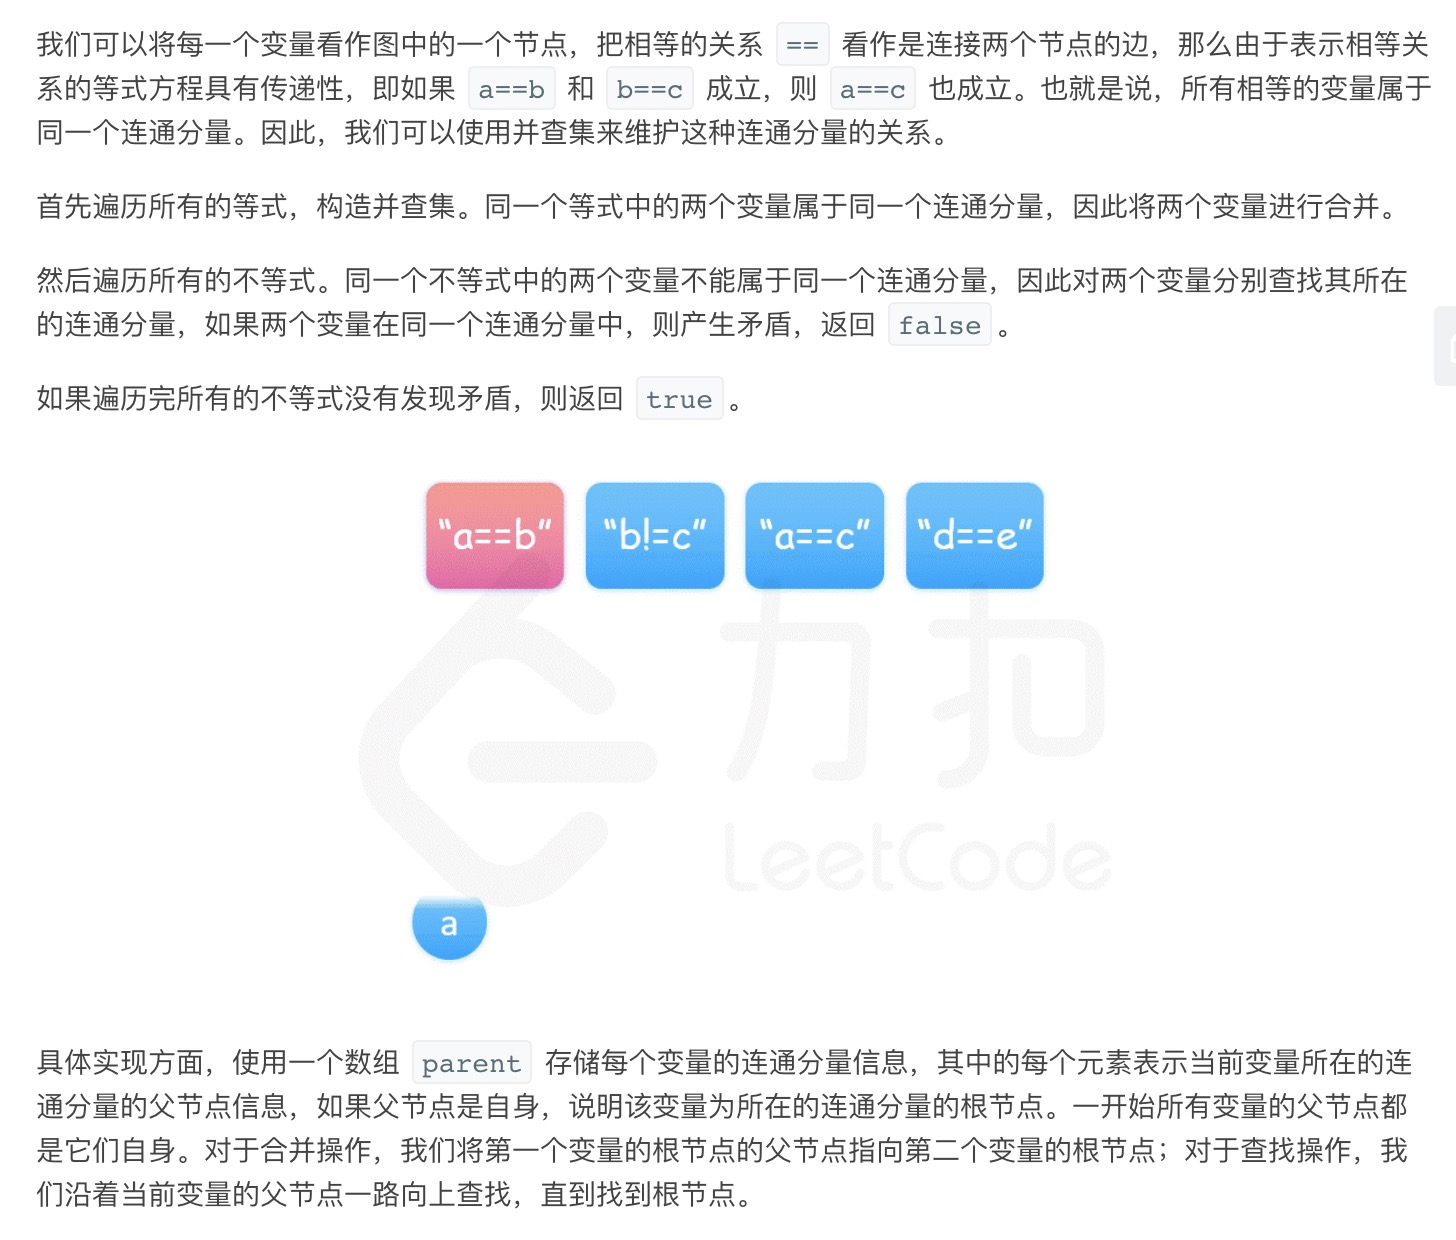 我们可以将每一个变量看作图中的一个节点，把相等的关系 == 看作是连接两个节点的边，那么由于表示相等关
系的等式方程具有传递性，即如果 a==b 和 b==c 成立，则 a==c 也成立。也就是说，所有相等的变量属于
同一个连通分量。因此，我们可以使用并查集来维护这种连通分量的关系。
首先遍历所有的等式，构造并查集。同一个等式中的两个变量属于同一个连通分量，因此将两个变量进行合并。
然后遍历所有的不等式。同一个不等式中的两个变量不能属于同一个连通分量，因此对两个变量分别查找其所在
的连通分量，如果两个变量在同一个连通分量中，则产生矛盾，返回 false 。
如果遍历完所有的不等式没有发现矛盾，则返回 true 。
“a==b” “b!=c” “a==c” “d==e”
力扣
LeetCode
a
具体实现方面，使用一个数组 parent 存储每个变量的连通分量信息，其中的每个元素表示当前变量所在的连
通分量的父节点信息，如果父节点是自身，说明该变量为所在的连通分量的根节点。一开始所有变量的父节点都
是它们自身。对于合并操作，我们将第一个变量的根节点的父节点指向第二个变量的根节点；对于查找操作，我
们沿着当前变量的父节点一路向上查找，直到找到根节点。